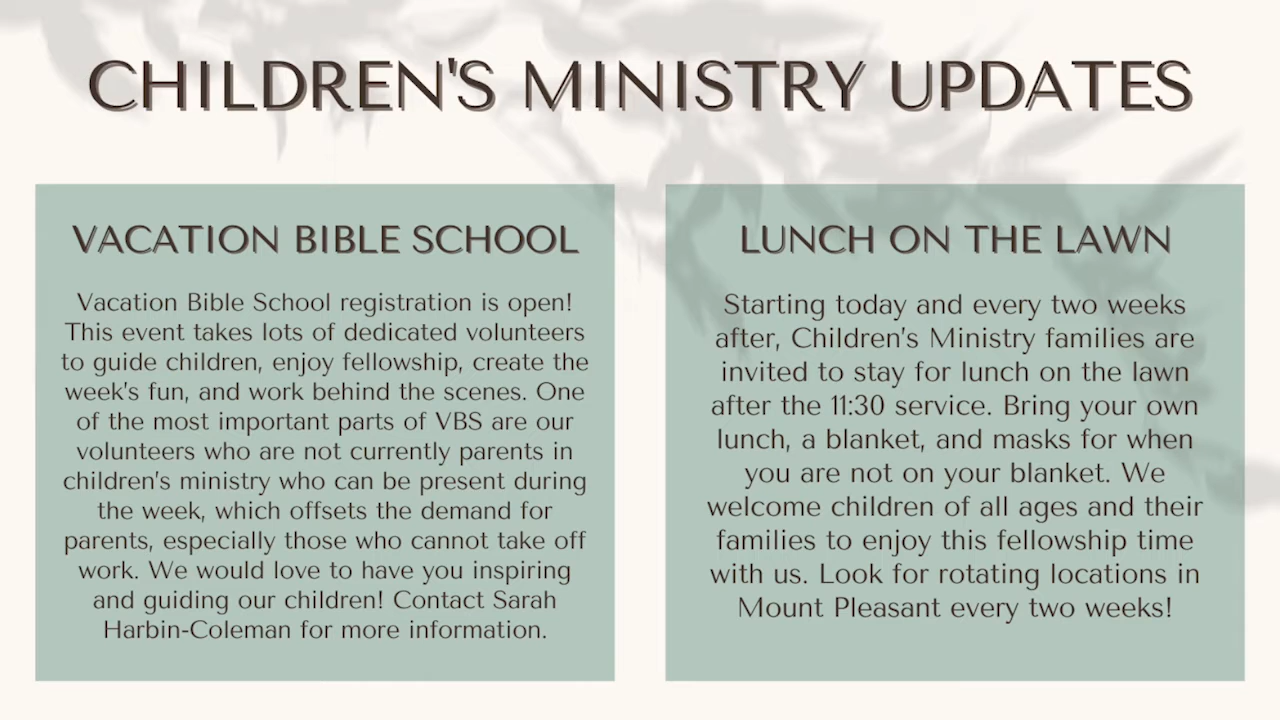 CHILDREN'S MINISTRY UPDATES
VACATION BIBLE SCHOOL
Vacation Bible School registration is open!
This event takes lots of dedicated volunteers
to guide children, enjoy fellowship, create the
week's fun, and work behind the scenes. One
of the most important parts of VBS are our
volunteers who are not currently parents in
children's ministry who can be present during
the week, which offsets the demand for
parents, especially those who cannot take off
work. We would love to have you inspiring
and guiding our children! Contact Sarah
Harbin-Coleman for more information.
LUNCH ON THE LAWN
Starting today and every two weeks
after, Children's Ministry families are
invited to stay for lunch on the lawn
after the 11:30 service. Bring your own
lunch, a blanket, and masks for when
you are not on your blanket. We
welcome children of all ages and their
families to enjoy this fellowship time
with us. Look for rotating locations in
Mount Pleasant every two weeks!